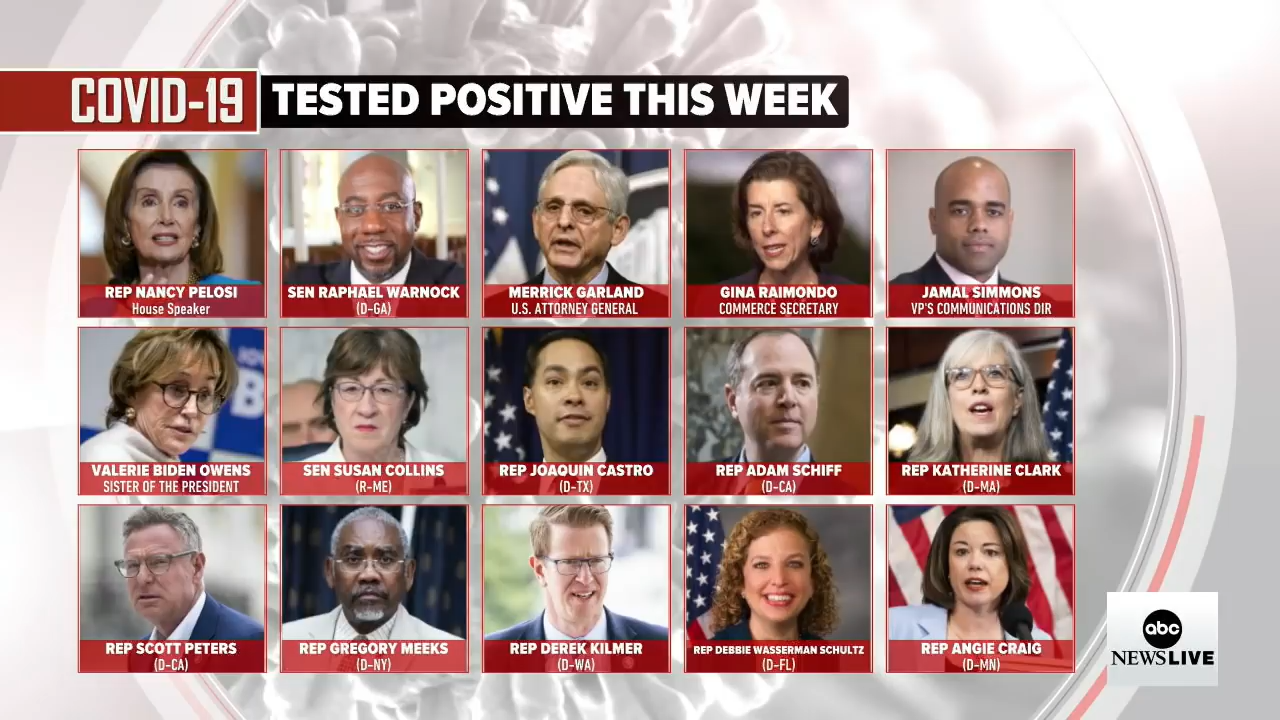 COVID-19 TESTED POSITIVE THIS WEEK
REP NANCY PELOSI
House Speaker
SEN RAPHAEL WARNOCK
(D-GA)
MERRICK GARLAND
U.S. ATTORNEY GENERAL
GINA RAIMONDO
COMMERCE SECRETARY
JAMAL SIMMONS
VP'S COMMUNICATIONS DIR
VALERIE BIDEN OWENS
SISTER OF THE PRESIDENT
SEN SUSAN COLLINS
(R-ME)
REP JOAQUIN CASTRO
(D-TX)
REP ADAM SCHIFF
(D-CA)
REP KATHERINE CLARK
(D-MA)
REP SCOTT PETERS
(D-CA)
REP GREGORY MEEKS
(D-NY)
REP DEREK KILMER
(D-WA)
REP DEBBIE WASSERMAN SCHULTZ
(D-FL)
REP ANGIE CRAIG
(D-MN)
abc
NEWSLIVE